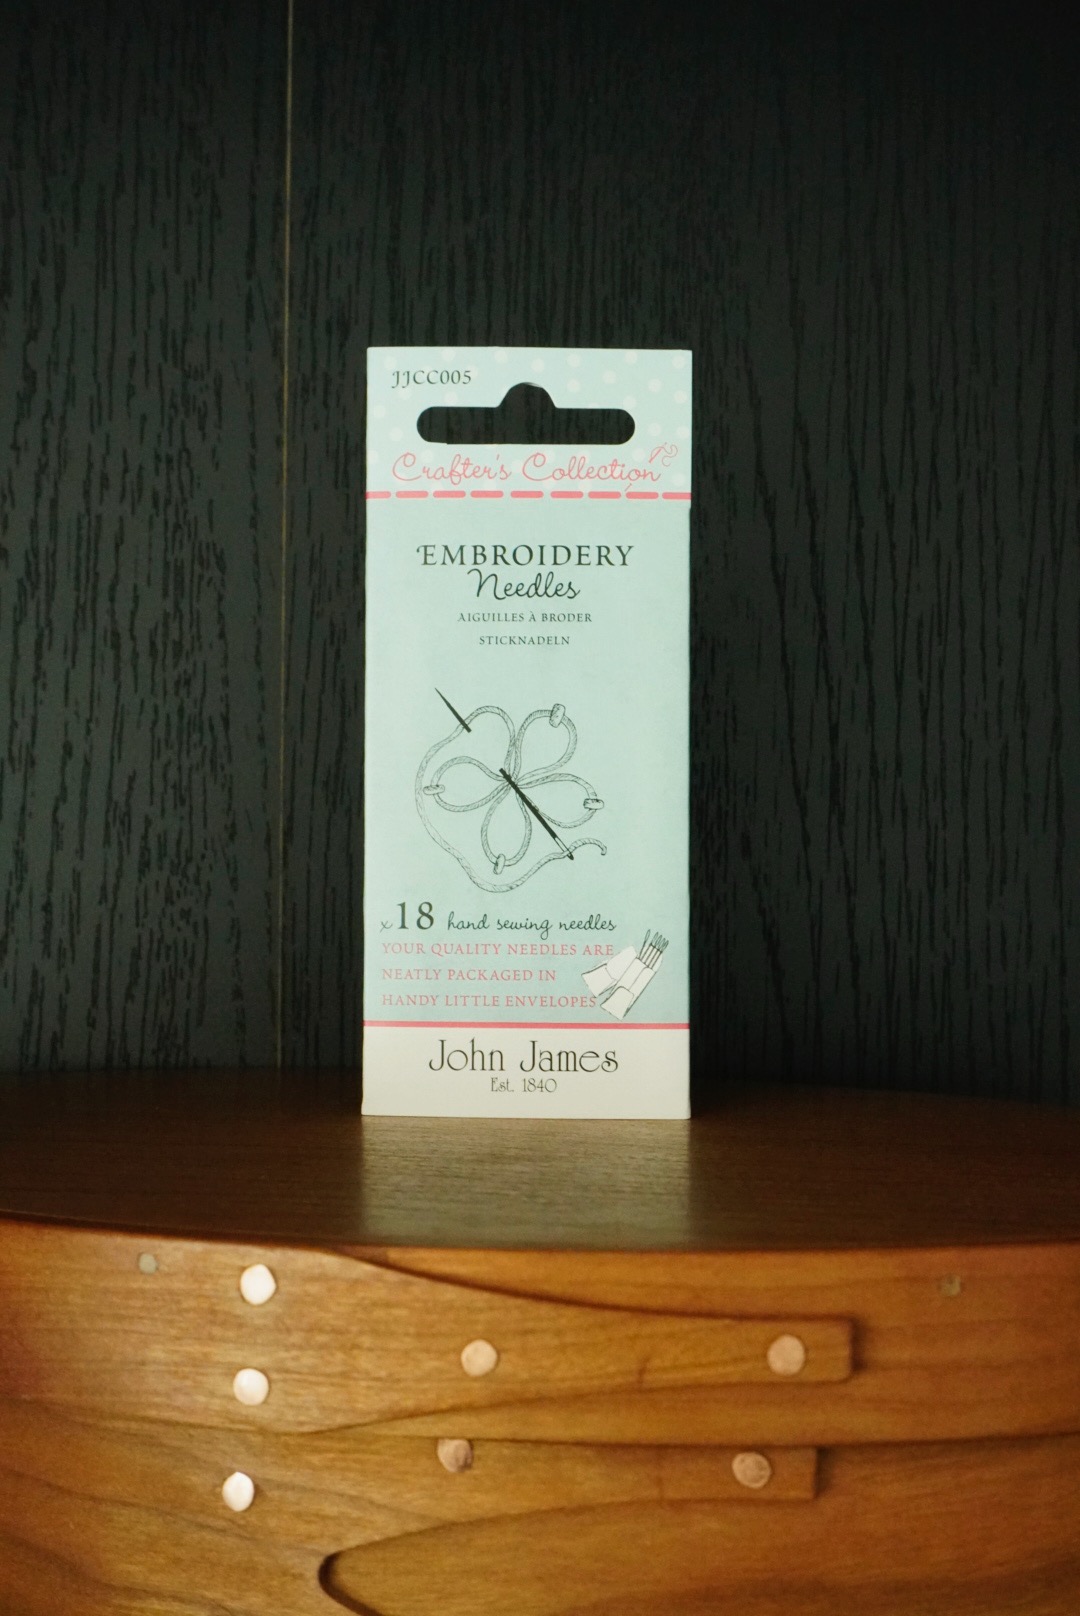 JJCC005
Crafter's Collection
EMBROIDERY
Needles
AIGUILLES À BRODER
STICKNADELN
x18 hand sewing needles
YOUR QUALITY NEEDLES ARE
NEATLY PACKAGED IN
HANDY LITTLE ENVELOPES
John James
Est. 1840